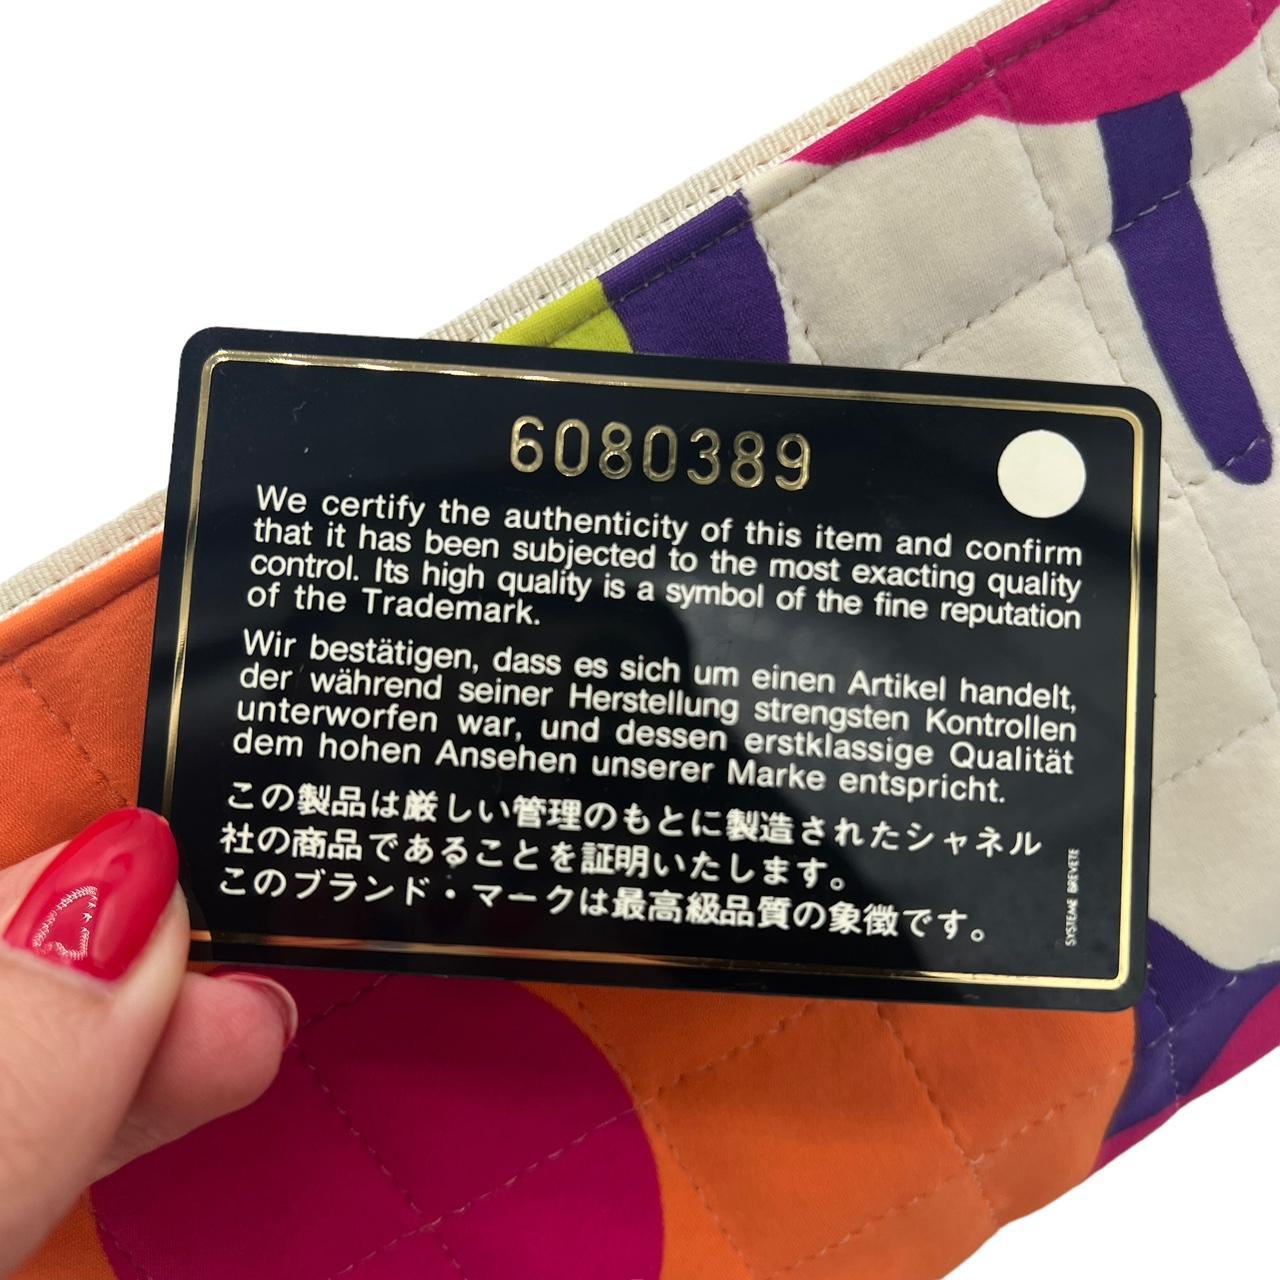 6080389
We certify the authenticity of this item and confirm
that it has been subjected to the most exacting quality
control. Its high quality is a symbol of the fine reputation
of the Trademark.
Wir bestätigen, dass es sich um einen Artikel handelt,
der während seiner Herstellung strengsten Kontrollen
unterworfen war, und dessen erstklassige Qualität
dem hohen Ansehen unserer Marke entspricht.
この製品は厳しい管理のもとに製造されたシャネル
社の商品であることを証明いたします。
このブランド・マークは最高級品質の象徴です。
SYSTEME BREVETE